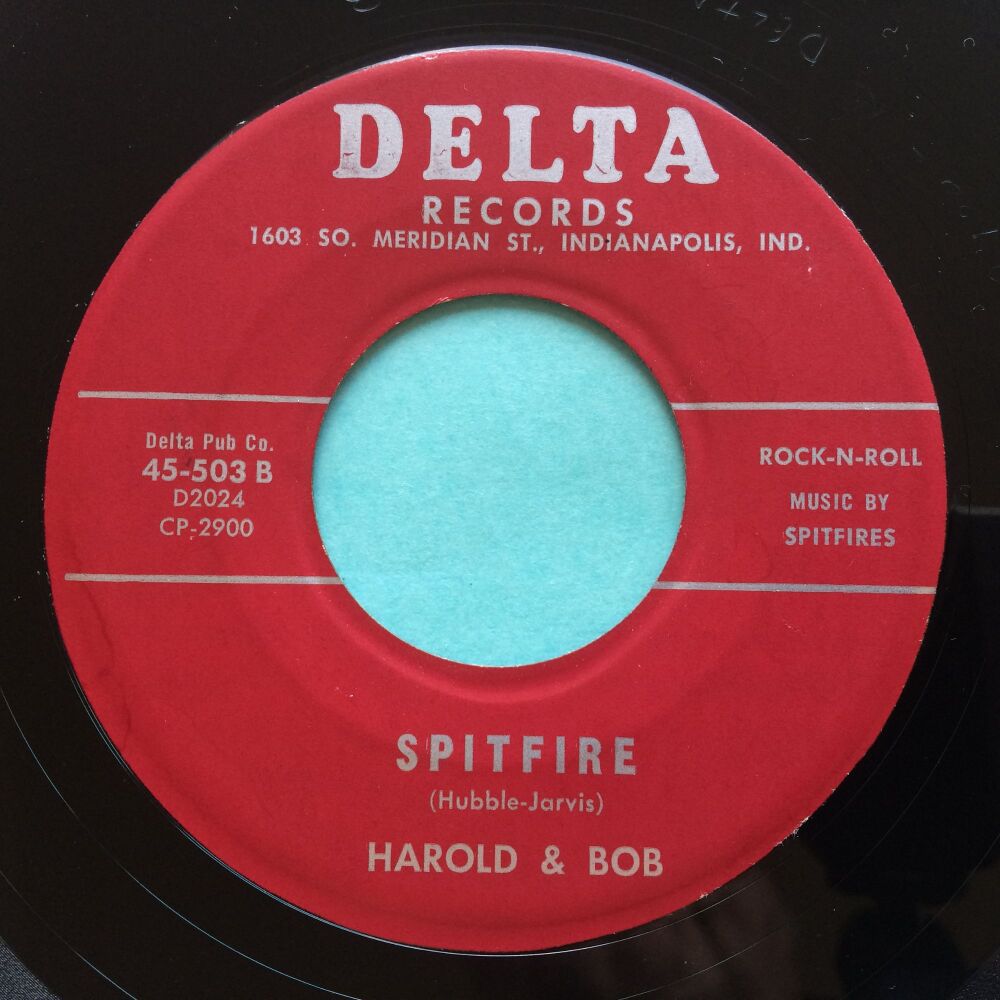 DELTA
DELTA
RECORDS
1603 SO. MERIDIAN ST., INDIANAPOLIS, IND.
Delta Pub Co.
45-503 B
D2024
CP-2900
ROCK-N-ROLL
MUSIC BY
SPITFIRES
SPITFIRE
(Hubble-Jarvis)
HAROLD & BOB